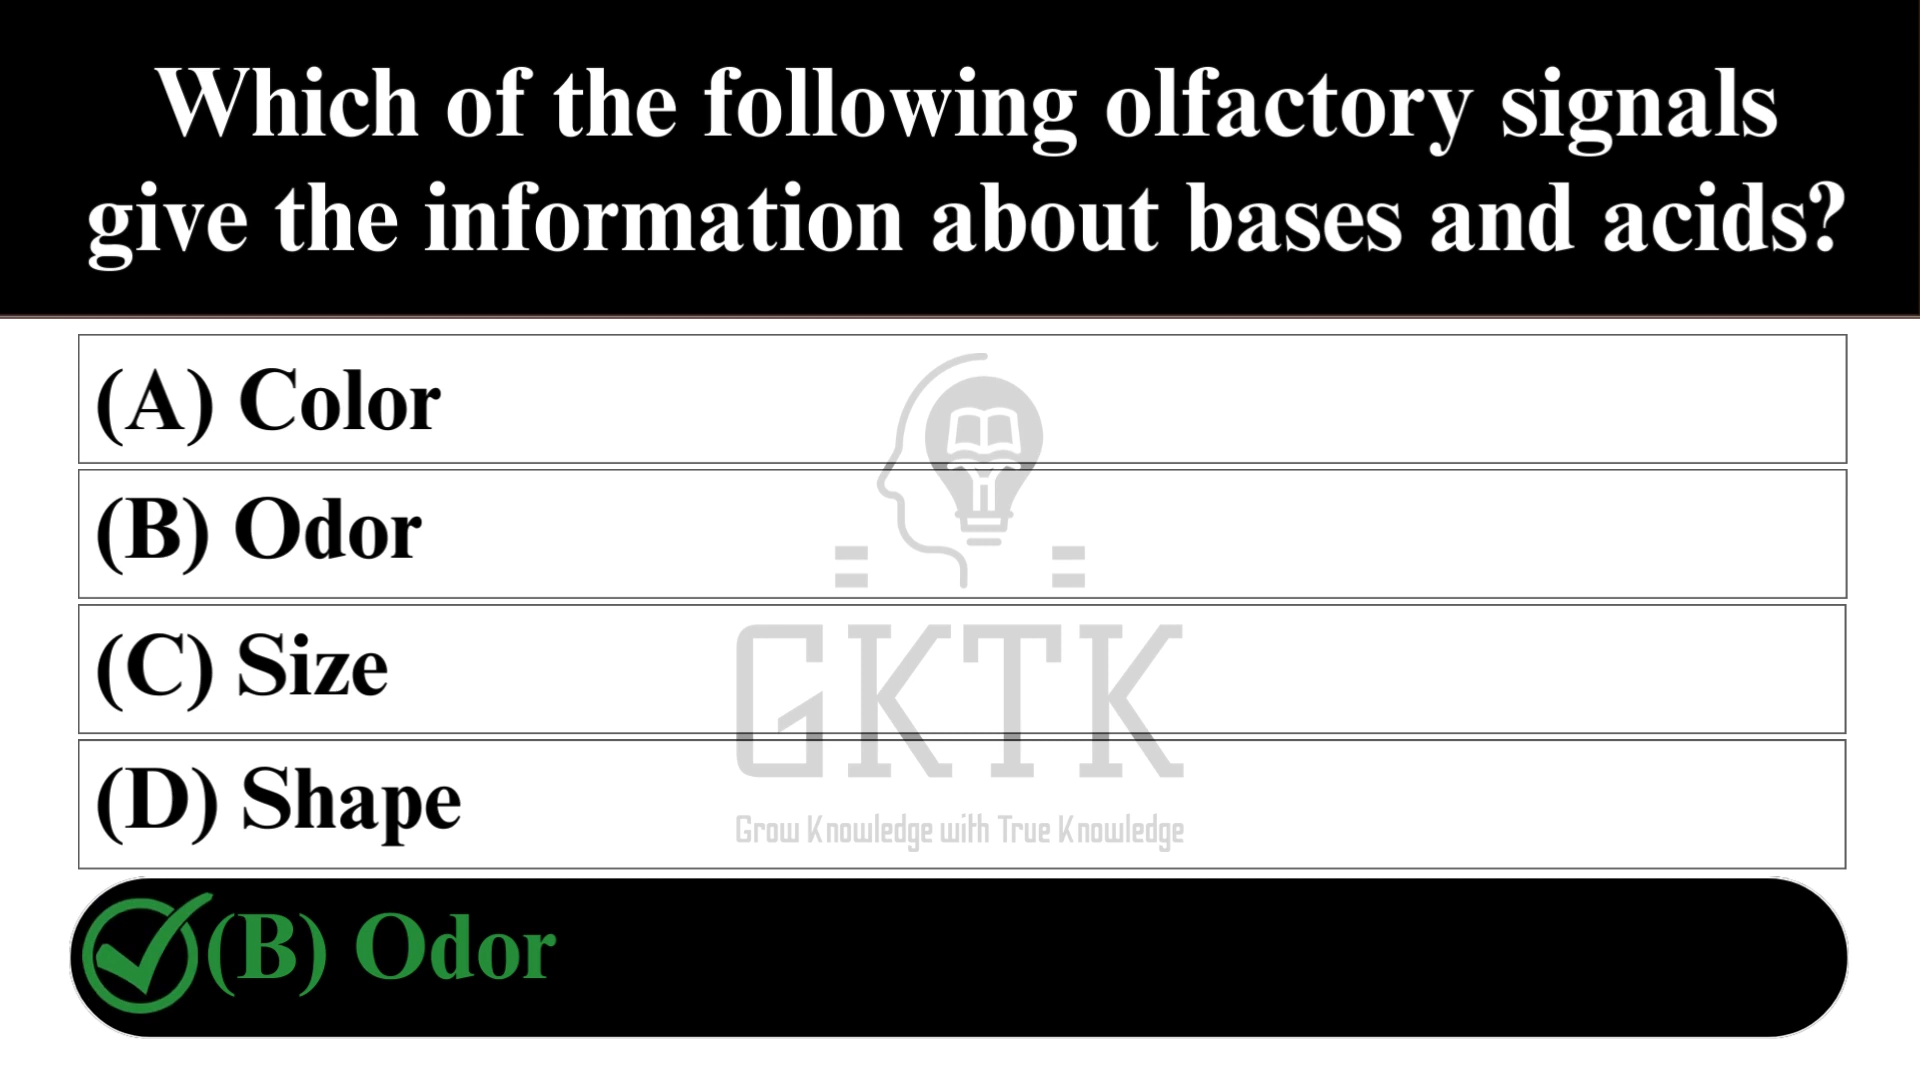 Which of the following olfactory signals
give the information about bases and acids?
(A) Color
(B) Odor
(C) Size
(D) Shape
GKTK
Grow Knowledge with True Knowledge
(B) Odor